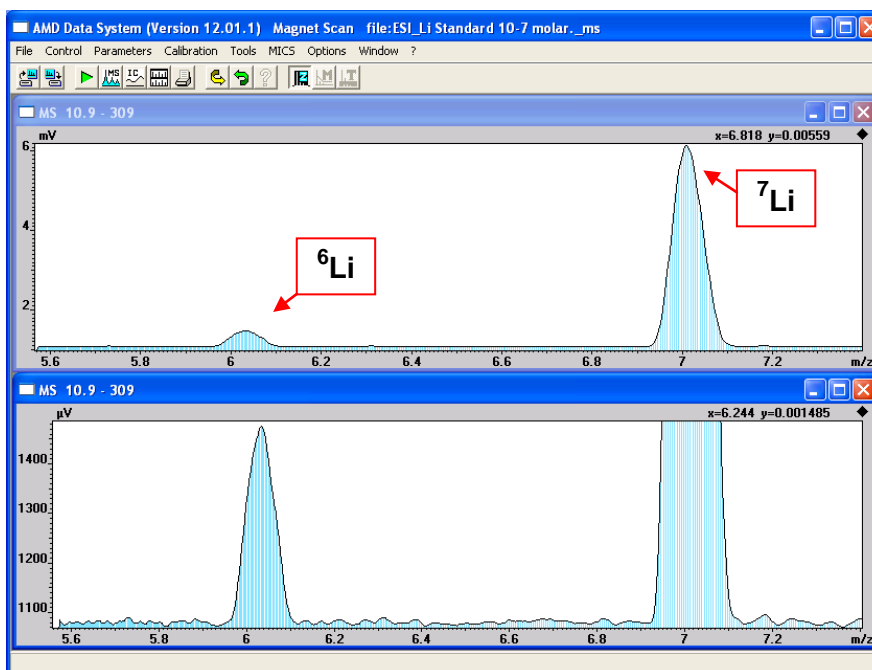 AMD Data System (Version 12.01.1) Magnet Scan file:ESI_Li Standard 10-7 molar._ms
File Control Parameters Calibration Tools MICS Options Window ?
MS IC
MS 10.9 - 309
mV x=6.818 y=0.00559
6
4
2
⁶Li
⁷Li
5.6 5.8 6 6.2 6.4 6.6 6.8 7 7.2 m/z
MS 10.9 - 309
µV x=6.244 y=0.001485
1400
1300
1200
1100
5.6 5.8 6 6.2 6.4 6.6 6.8 7 7.2 m/z